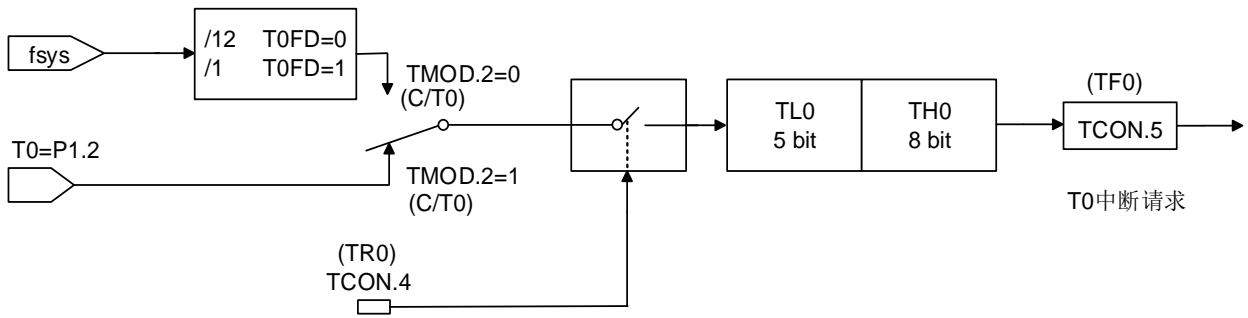 fsys
/12 T0FD=0
/1 T0FD=1
TMOD.2=0
(C/T0)
T0=P1.2
TMOD.2=1
(C/T0)
(TR0)
TCON.4
TL0
5 bit
TH0
8 bit
(TF0)
TCON.5
T0中断请求